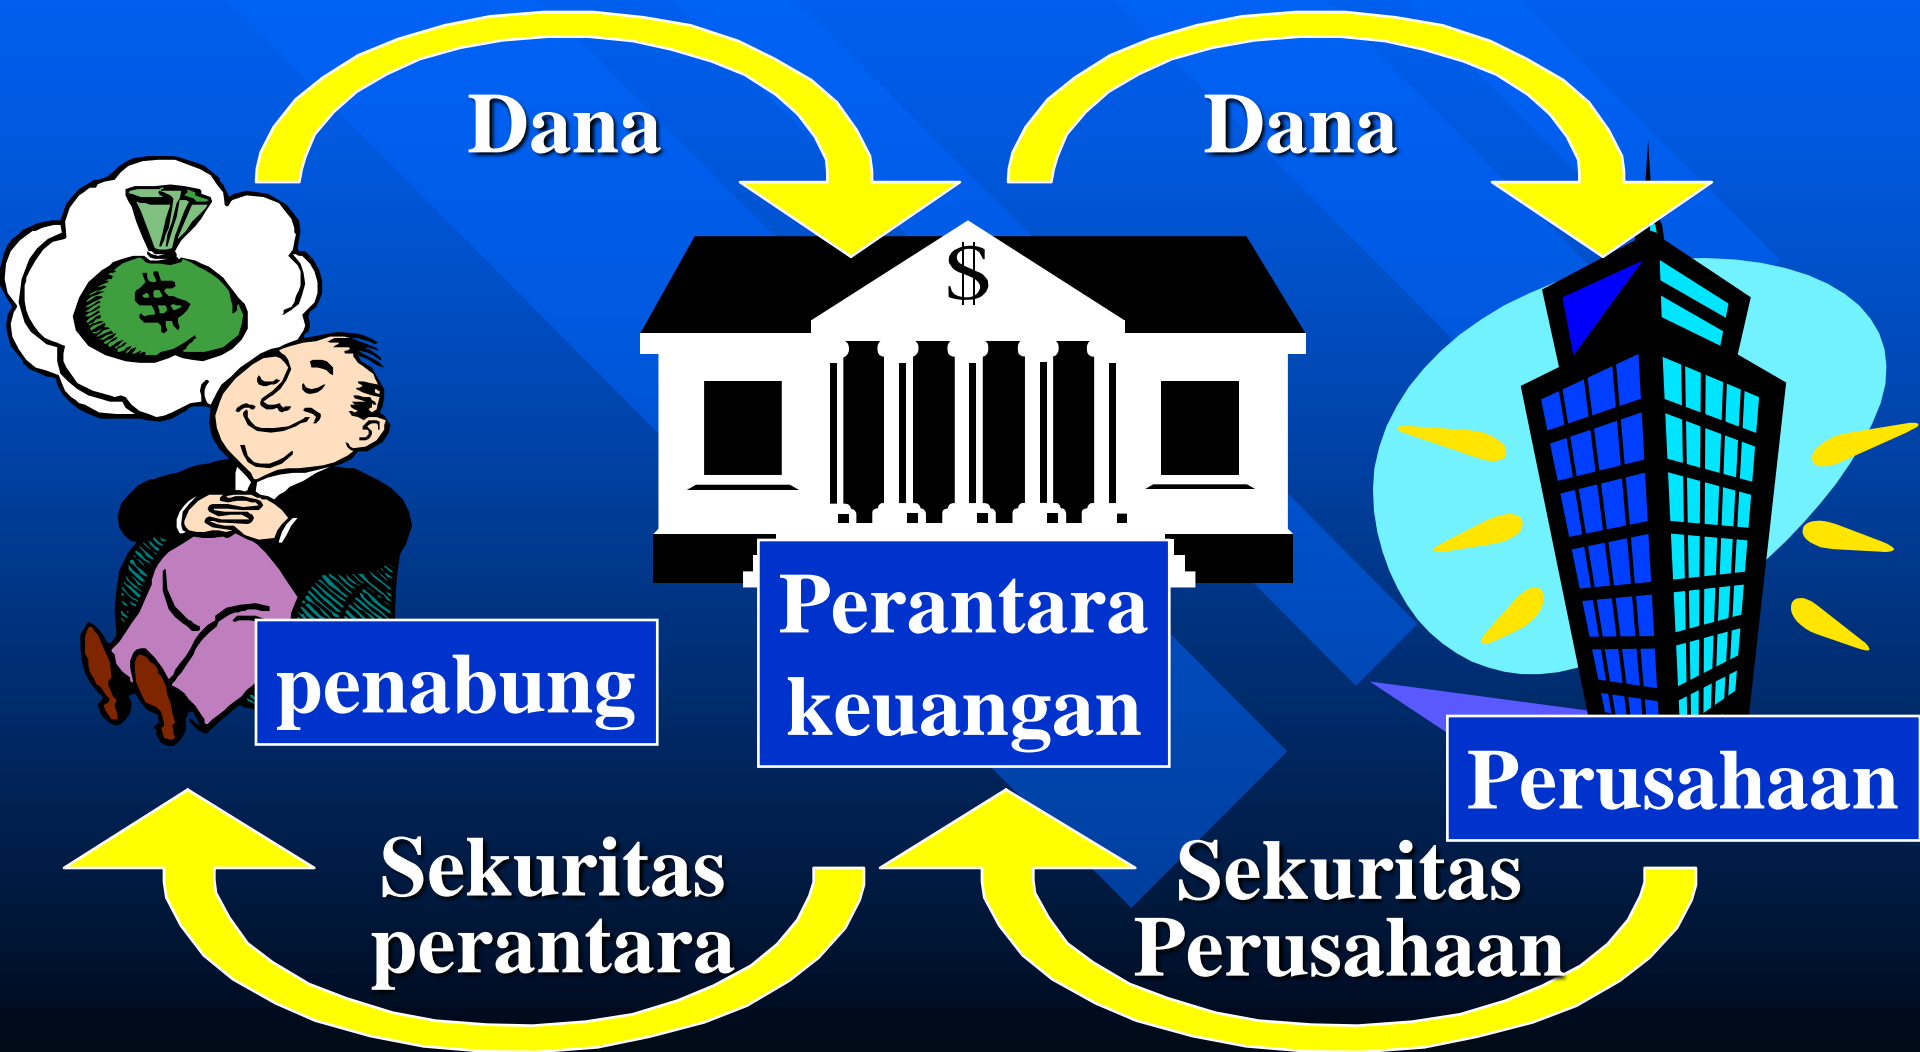 Dana
Dana
$
$
penabung
Perantara
keuangan
Perusahaan
Sekuritas
perantara
Sekuritas
Perusahaan